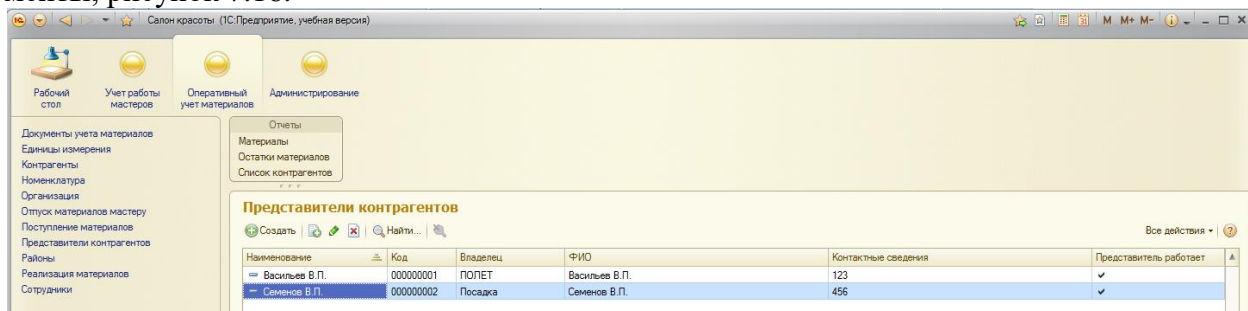 Салон красоты (1С:Предприятие, учебная версия)
M M+ M-
Рабочий стол
Учет работы мастеров
Оперативный учет материалов
Администрирование
Документы учета материалов
Единицы измерения
Контрагенты
Номенклатура
Организация
Отпуск материалов мастеру
Поступление материалов
Представители контрагентов
Районы
Реализация материалов
Сотрудники
Отчеты
Материалы
Остатки материалов
Список контрагентов
Представители контрагентов
Создать Найти... Все действия
Наименование Код Владелец ФИО Контактные сведения Представитель работает
Васильев В.П. 000000001 ПОЛЕТ Васильев В.П. 123
Семенов В.П. 000000002 Посадка Семенов В.П. 456